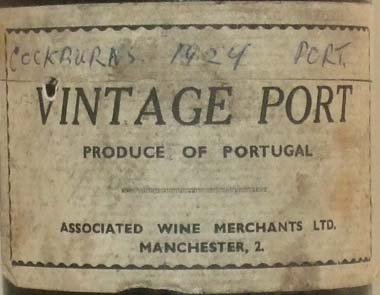 COCKBURNS 1924 PORT.
VINTAGE PORT
PRODUCE OF PORTUGAL
ASSOCIATED WINE MERCHANTS LTD.
MANCHESTER, 2.